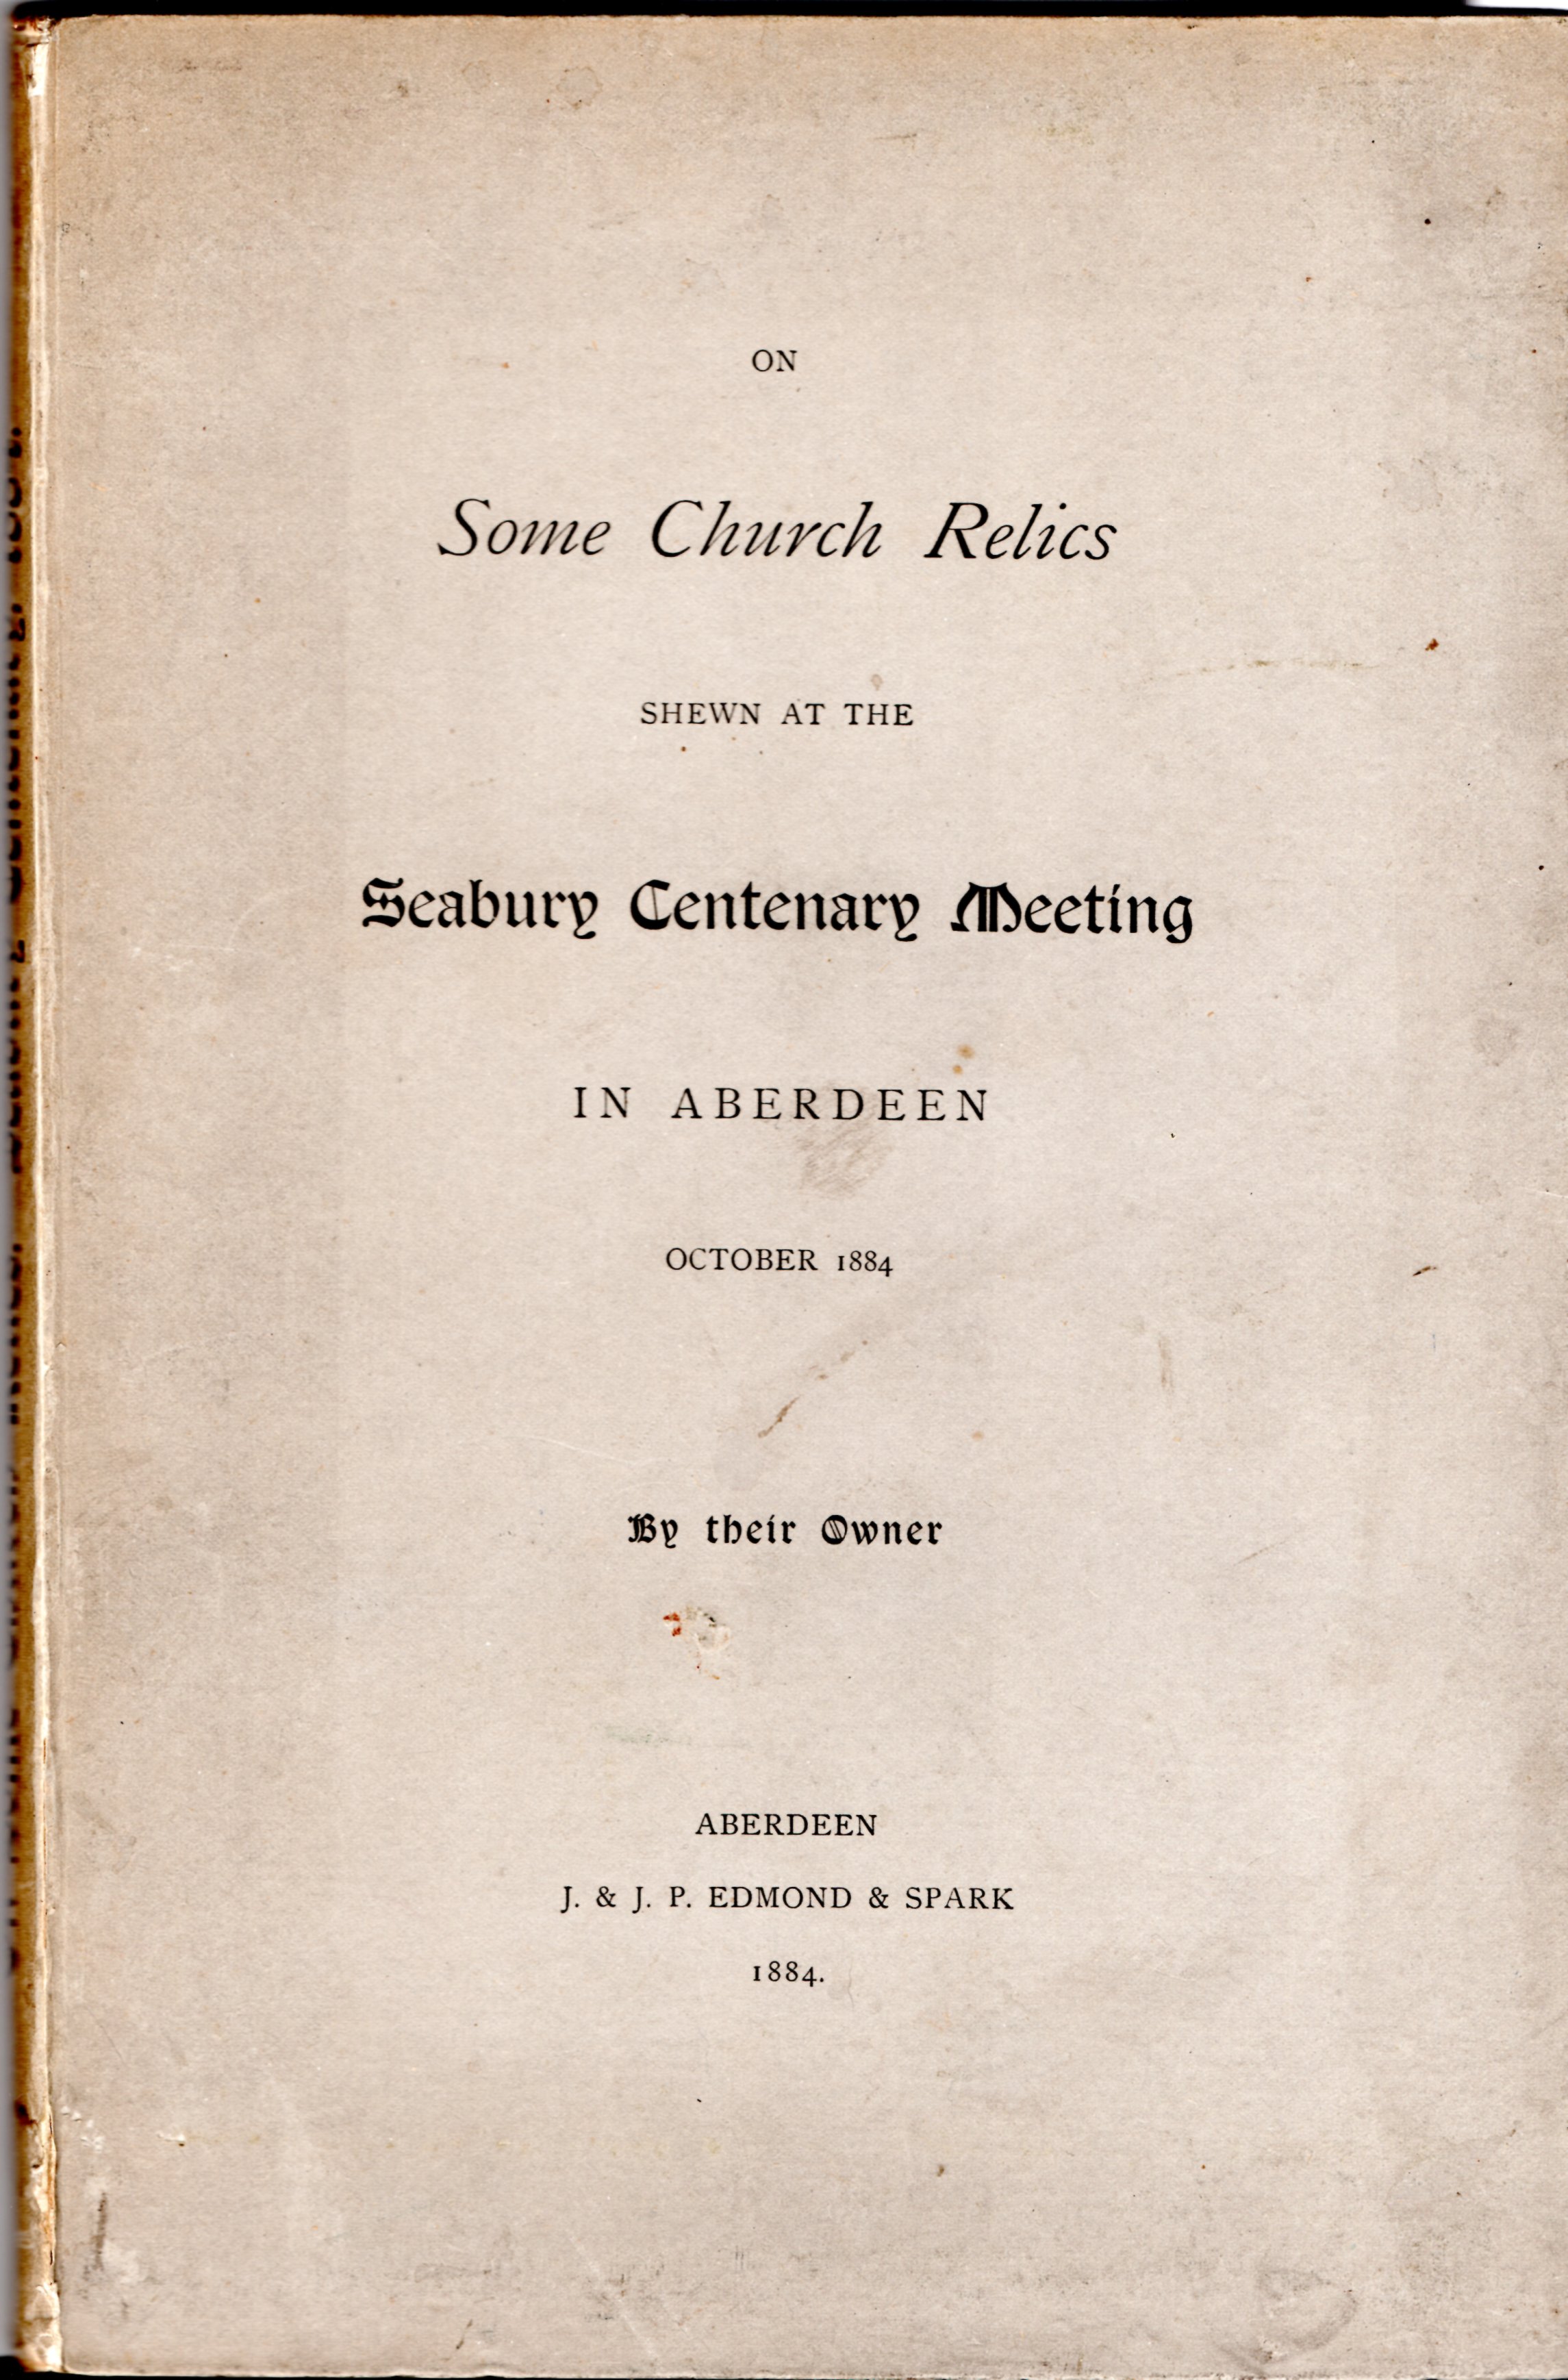 ON
Some Church Relics
SHEWN AT THE
Seabury Centenary Meeting
IN ABERDEEN
OCTOBER 1884
By their Owner
ABERDEEN
J. & J. P. EDMOND & SPARK
1884.